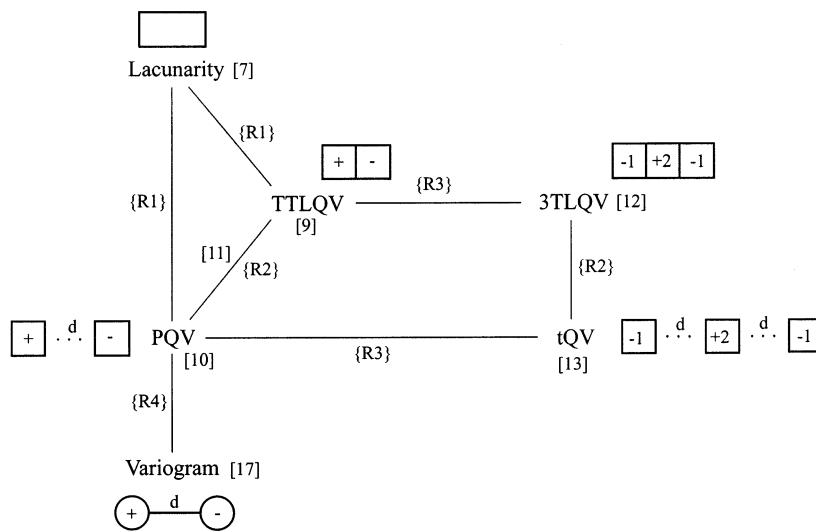 Lacunarity [7]
{R1}
+ -
-1 +2 -1
{R1}
TTLQV
{R3}
3TLQV [12]
[9]
[11]
{R2}
{R2}
+ . d . . - PQV
tQV -1 . d . . +2 . d . . -1
[10]
{R3}
[13]
{R4}
Variogram [17]
+ d -